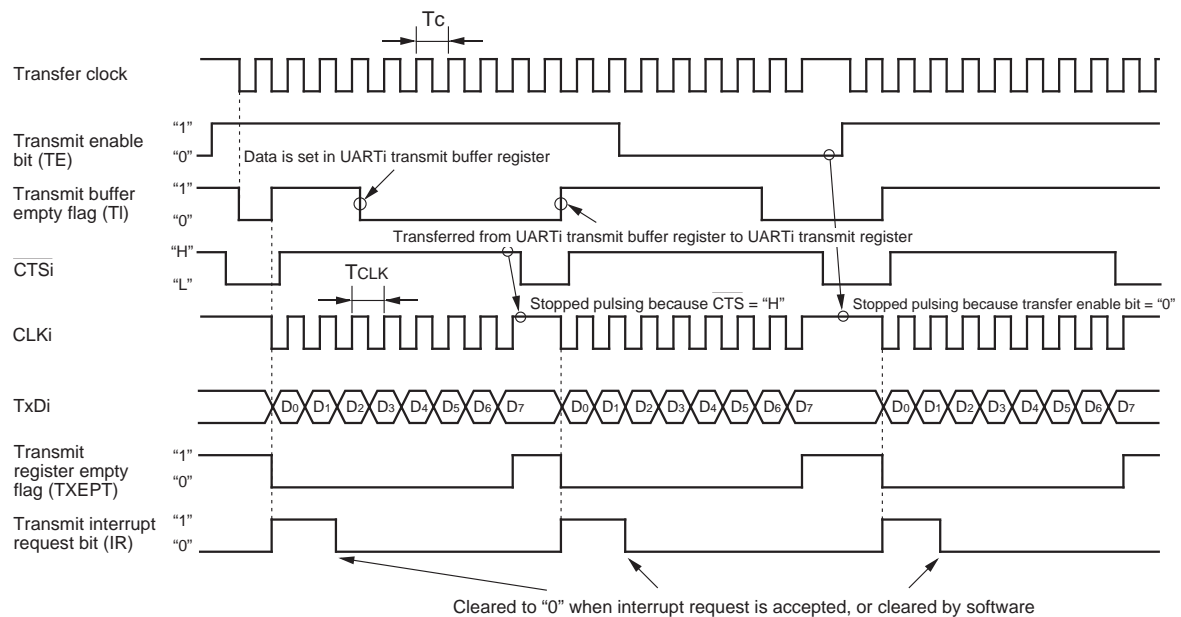 Tc
Transfer clock
Transmit enable
bit (TE)
“1”
“0”
Data is set in UARTi transmit buffer register
Transmit buffer
empty flag (TI)
“1”
“0”
Transferred from UARTi transmit buffer register to UARTi transmit register
CTSi
“H”
“L”
TCLK
Stopped pulsing because CTS = “H”
Stopped pulsing because transfer enable bit = “0”
CLKi
TxDi
D0 D1 D2 D3 D4 D5 D6 D7 D0 D1 D2 D3 D4 D5 D6 D7 D0 D1 D2 D3 D4 D5 D6 D7
Transmit
register empty
flag (TXEPT)
“1”
“0”
Transmit interrupt
request bit (IR)
“1”
“0”
Cleared to “0” when interrupt request is accepted, or cleared by software